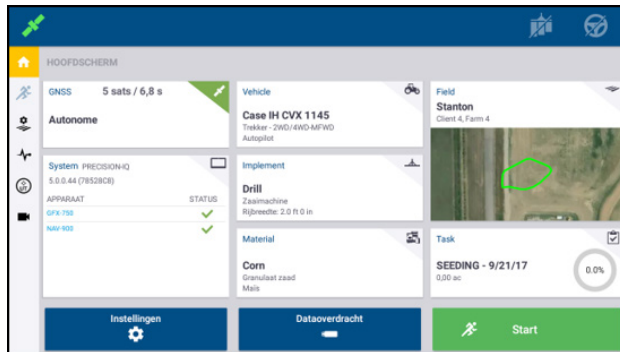 HOOFDSCHERM
GNSS 5 sats / 6,8 s
Autonome
System PRECISION-IQ
5.0.0.44 (78528C8)
APPARAAT STATUS
GFX-750
NAV-900
Vehicle
Case IH CVX 1145
Trekker - 2WD/4WD-MFWD
Autopilot
Implement
Drill
Zaaimachine
Rijbreedte: 2.0 ft 0 in
Material
Corn
Granulaat zaad
Maïs
Field
Stanton
Client 4, Farm 4
Task
SEEDING - 9/21/17
0,00 ac
0.0%
Instellingen
Dataoverdracht
Start